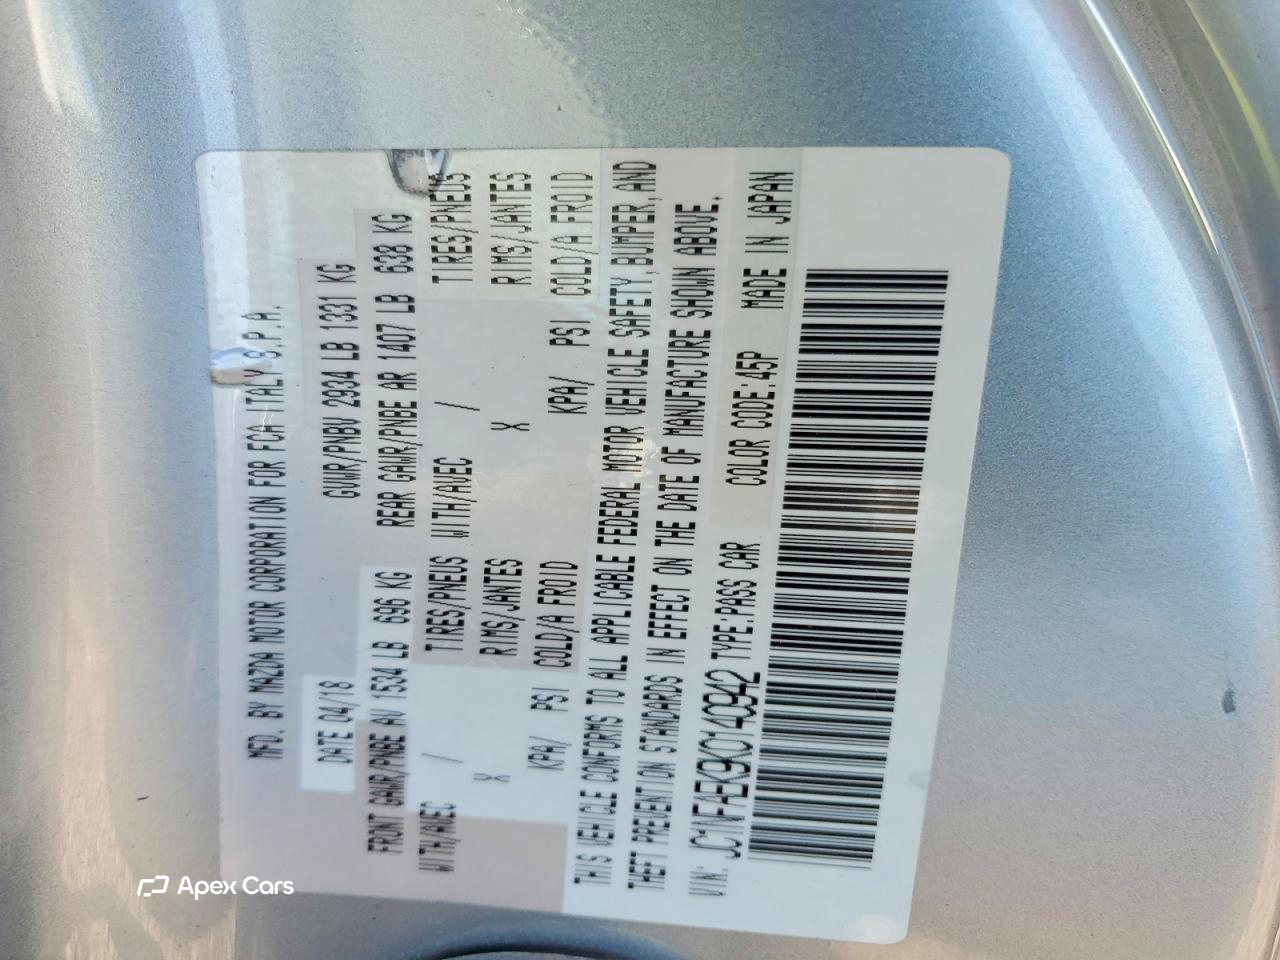 MFD. BY MAZDA MOTOR CORPORATION FOR FCA ITALY S.P.A.
DATE 04/18 GVWR/PNBV 2934 LB 1331 KG
FRONT GAWR/PNBE AV 534 LB 696 KG REAR GAWR/PNBE AR 1407 LB 638 KG
WITH/AVEC / TIRES/PNEUS WITH/AVEC / TIRES/PNEUS
X RIMS/JANTES X RIMS/JANTES
KPA/ PSI COLD/A FROID KPA/ PSI COLD/A FROID
THIS VEHICLE CONFORMS TO ALL APPLICABLE FEDERAL MOTOR VEHICLE SAFETY, BUMPER, AND
THEFT PREVENTION STANDARDS IN EFFECT ON THE DATE OF MANUFACTURE SHOWN ABOVE.
VIN: JC1NFAEK9K0140942 TYPE:PASS CAR COLOR CODE:45P MADE IN JAPAN
Apex Cars